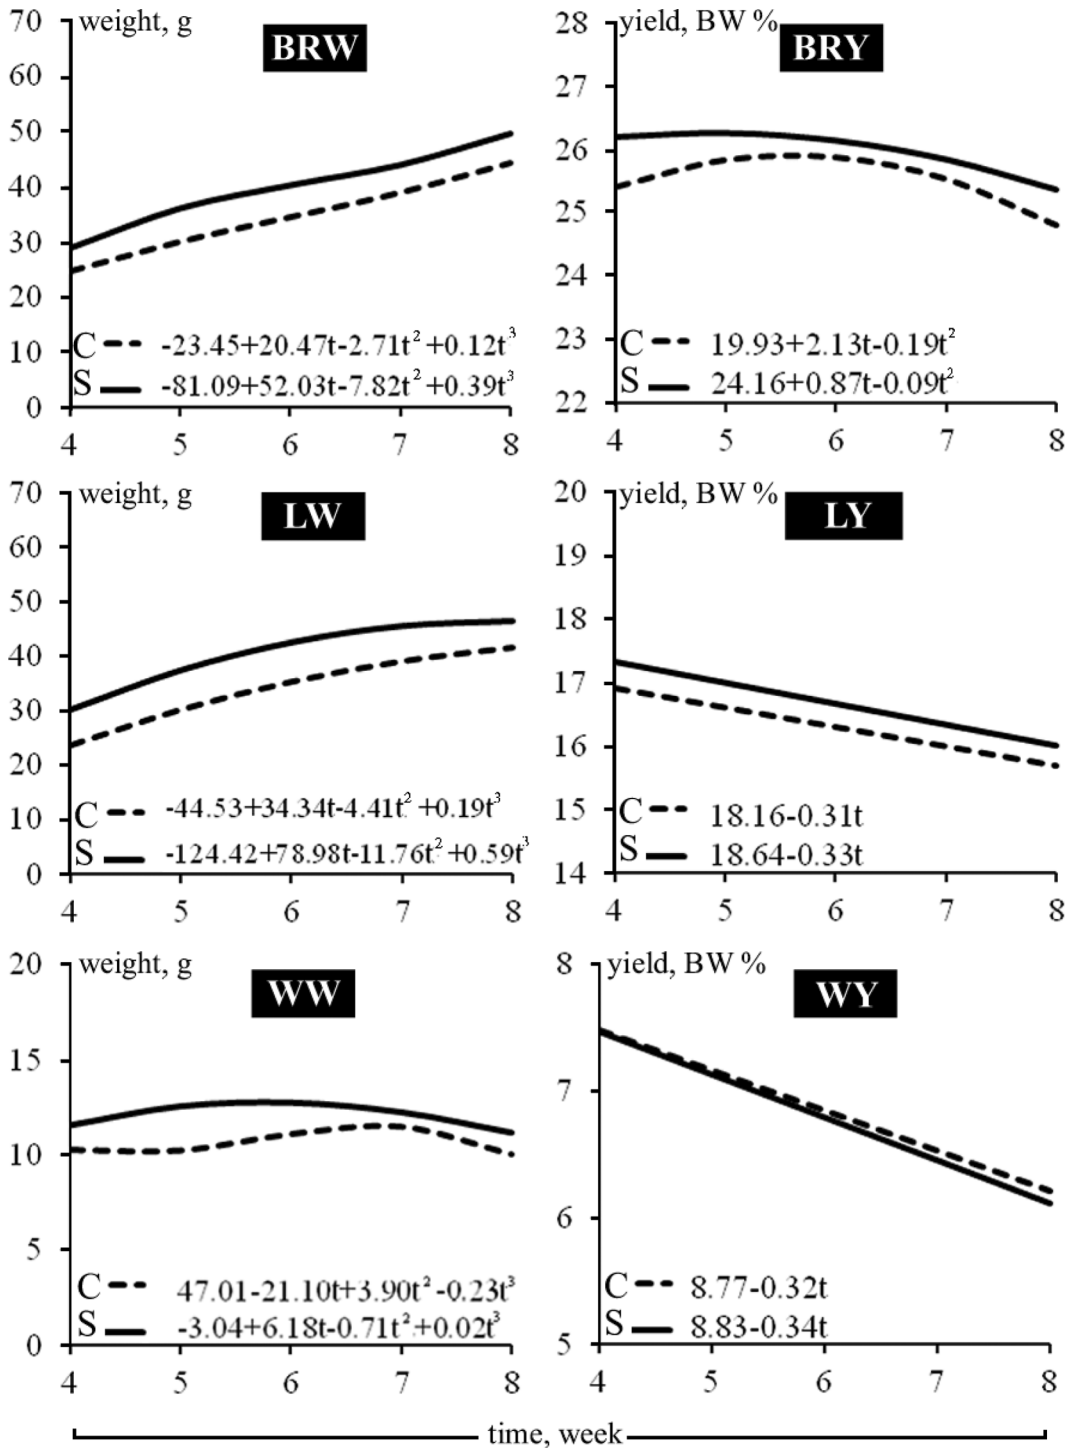 weight, g
BRW
70
60
50
40
30
20
10
0
C -23.45+20.47t-2.71t² +0.12t³
S -81.09+52.03t-7.82t² +0.39t³
4 5 6 7 8
yield, BW %
BRY
28
27
26
25
24
23
22
C 19.93+2.13t-0.19t²
S 24.16+0.87t-0.09t²
4 5 6 7 8
weight, g
LW
70
60
50
40
30
20
10
0
C -44.53+34.34t-4.41t² +0.19t³
S -124.42+78.98t-11.76t² +0.59t³
4 5 6 7 8
yield, BW %
LY
20
19
18
17
16
15
14
C 18.16-0.31t
S 18.64-0.33t
4 5 6 7 8
weight, g
WW
20
15
10
5
0
C 47.01-21.10t+3.90t² -0.23t³
S -3.04+6.18t-0.71t²+0.02t³
4 5 6 7 8
yield, BW %
WY
8
7
6
5
C 8.77-0.32t
S 8.83-0.34t
4 5 6 7 8
time, week